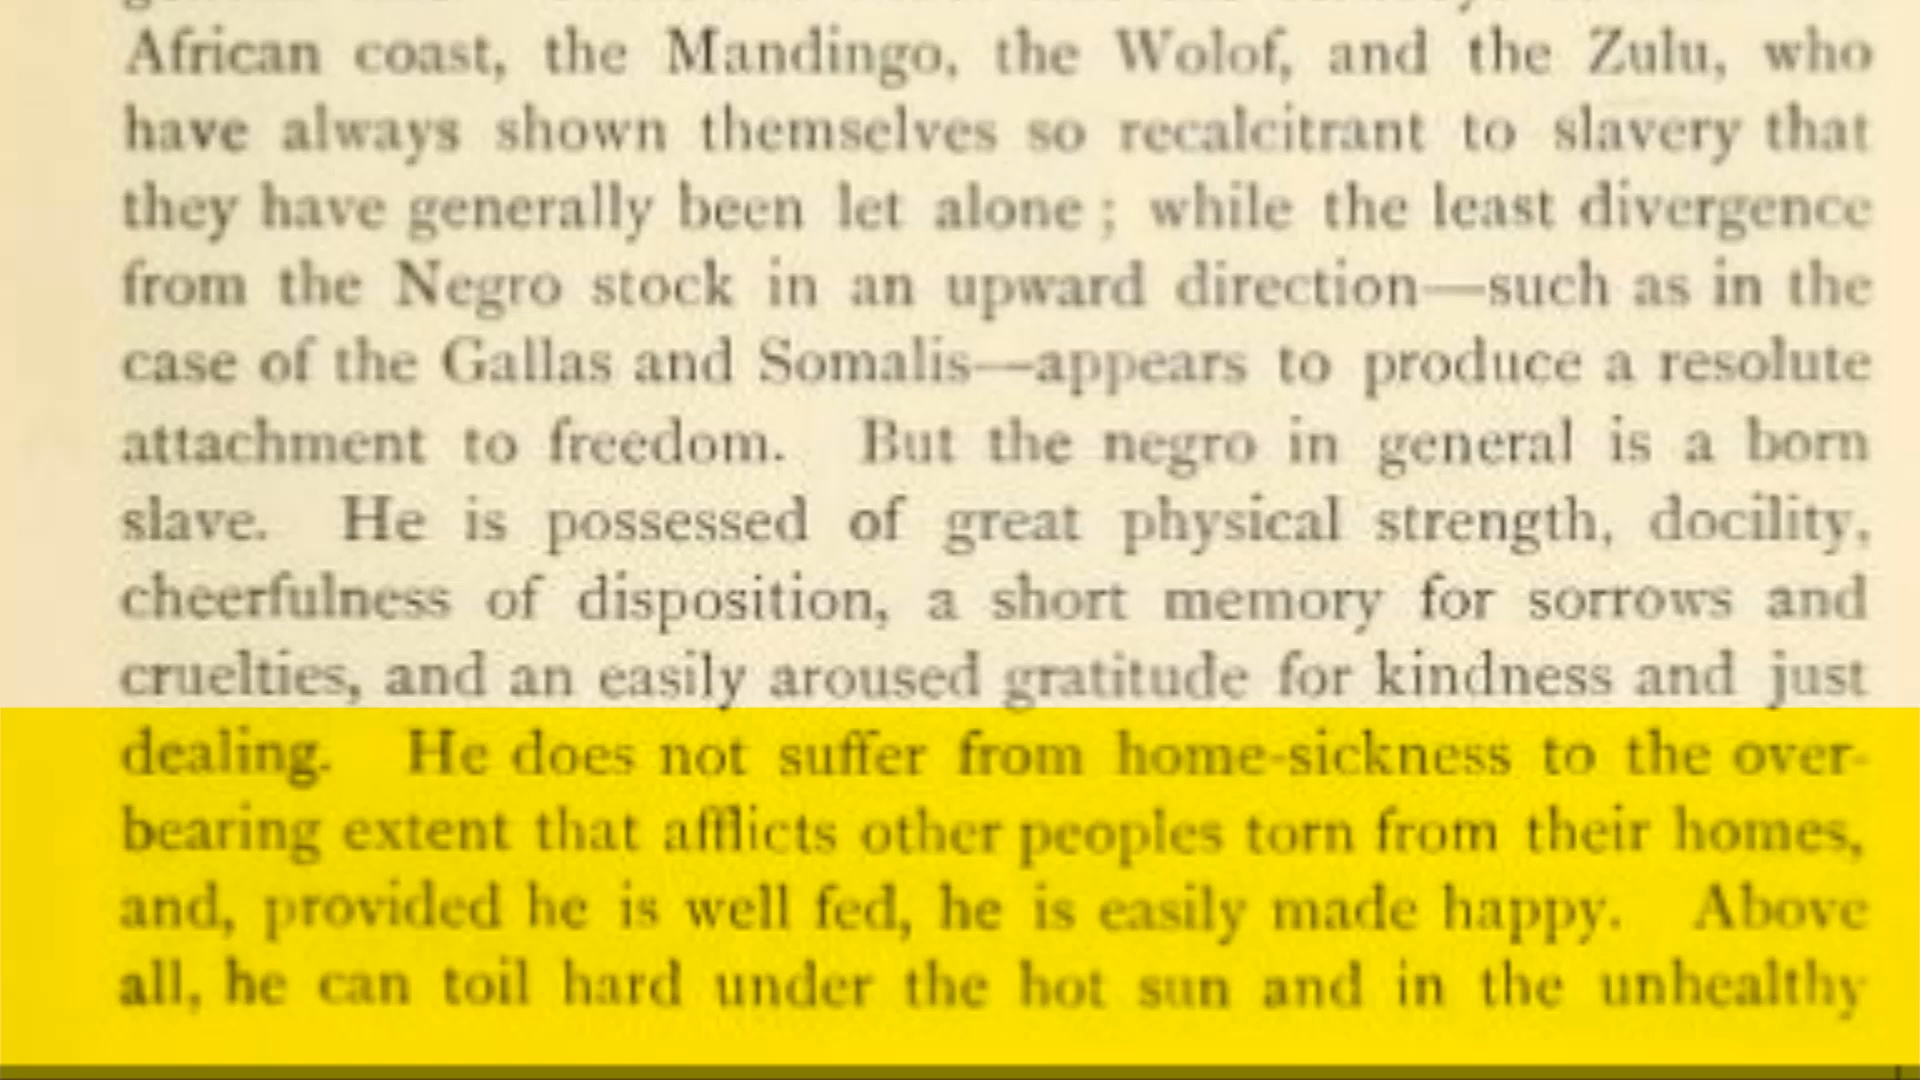 African coast, the Mandingo, the Wolof, and the Zulu, who
have always shown themselves so recalcitrant to slavery that
they have generally been let alone; while the least divergence
from the Negro stock in an upward direction—such as in the
case of the Gallas and Somalis—appears to produce a resolute
attachment to freedom. But the negro in general is a born
slave. He is possessed of great physical strength, docility,
cheerfulness of disposition, a short memory for sorrows and
cruelties, and an easily aroused gratitude for kindness and just
dealing. He does not suffer from home-sickness to the over-
bearing extent that afflicts other peoples torn from their homes,
and, provided he is well fed, he is easily made happy. Above
all, he can toil hard under the hot sun and in the unhealthy